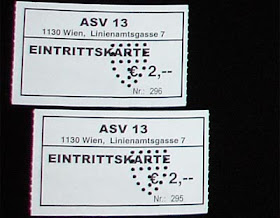 ASV 13
1130 Wien, Linienamtsgasse 7
EINTRITTSKARTE
€ 2,--
Nr.: 296
ASV 13
1130 Wien, Linienamtsgasse 7
EINTRITTSKARTE
€ 2,--
Nr.: 295